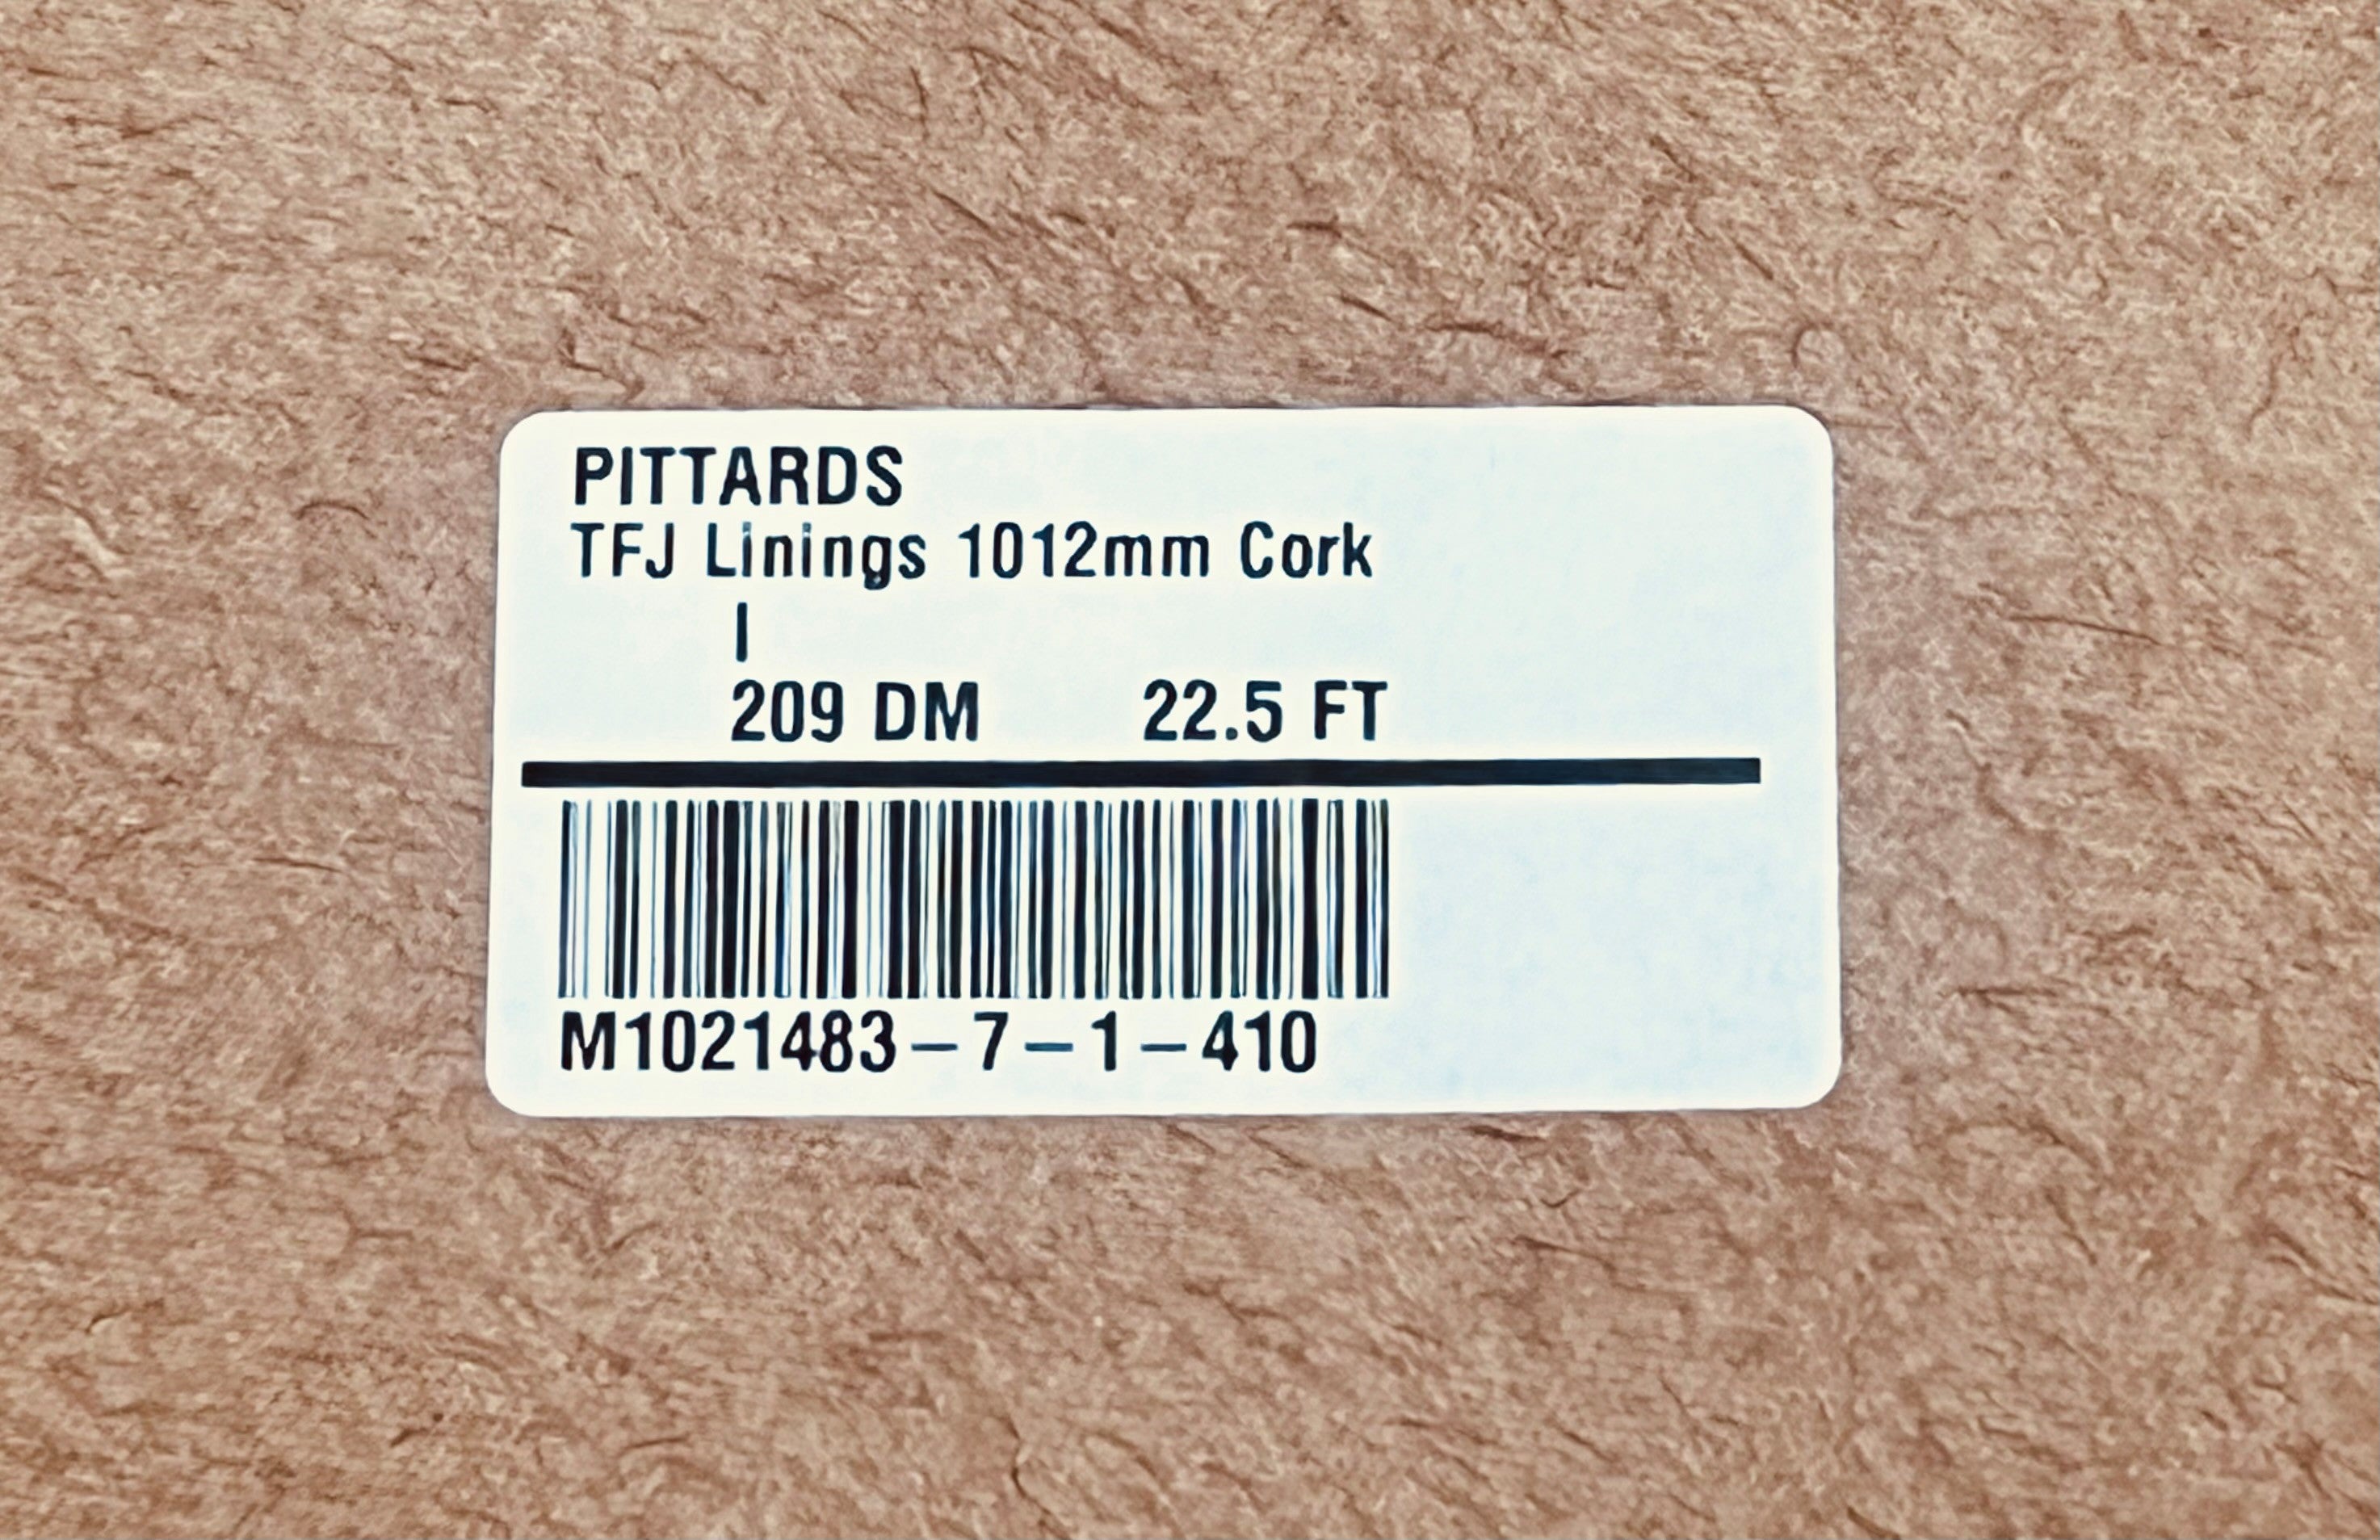 PITTARDS
TFJ Linings 1012mm Cork
I
209 DM 22.5 FT
M1021483-7-1-410